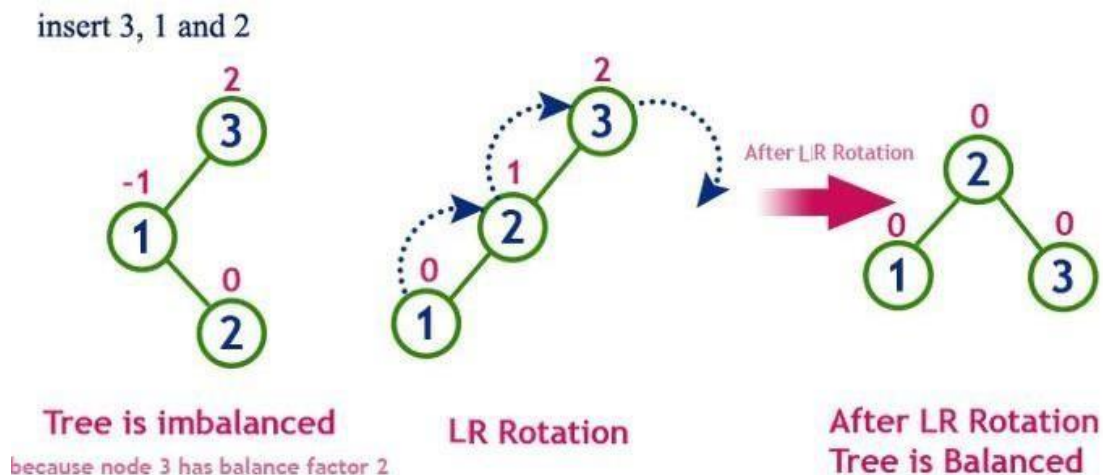 insert 3, 1 and 2
2
3
-1
1
0
2
Tree is imbalanced
because node 3 has balance factor 2
2
3
1
2
0
1
LR Rotation
After LR Rotation
0
2
0
1
0
3
After LR Rotation
Tree is Balanced